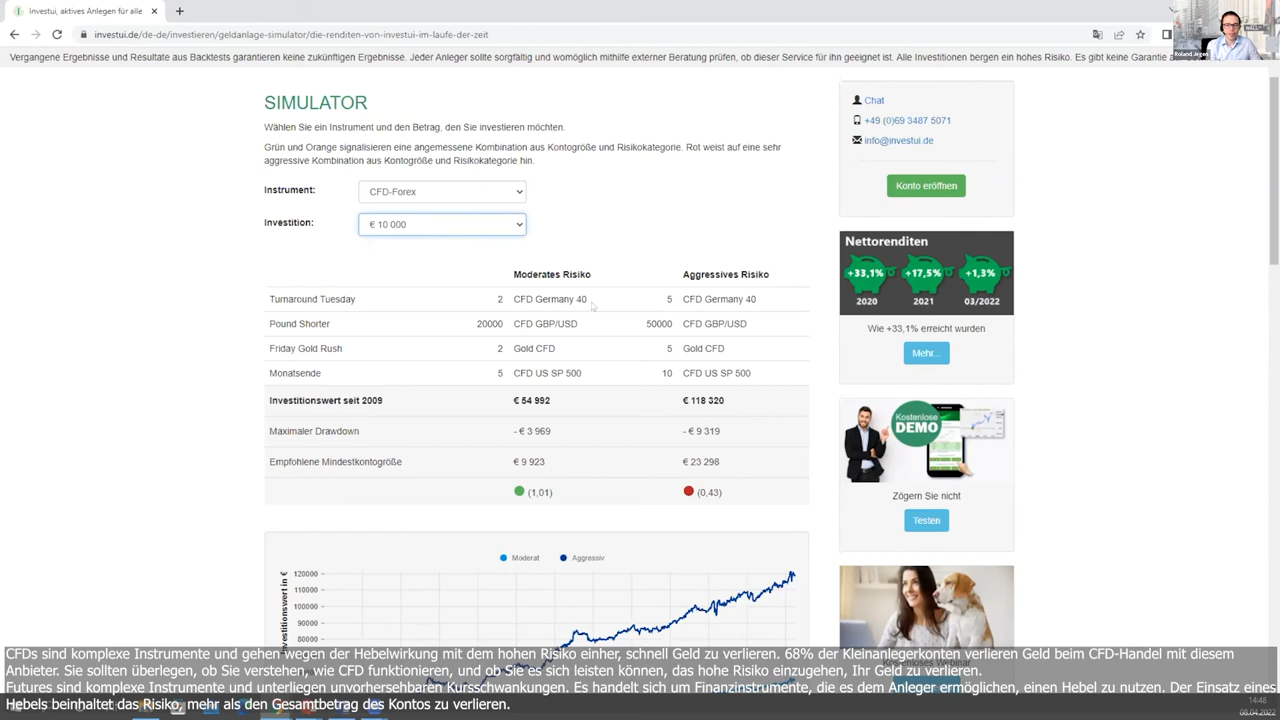 Investui, aktives Anlegen für alle
investui.de/de-de/investieren/geldanlage-simulator/die-renditen-von-investui-im-laufe-der-zeit
Roland Jegen
Vergangene Ergebnisse und Resultate aus Backtests garantieren keine zukünftigen Ergebnisse. Jeder Anleger sollte sorgfältig und womöglich mithilfe externer Beratung prüfen, ob dieser Service für ihn geeignet ist. Alle Investitionen bergen ein hohes Risiko. Es gibt keine Garantie
SIMULATOR
Wählen Sie ein Instrument und den Betrag, den Sie investieren möchten.
Grün und Orange signalisieren eine angemessene Kombination aus Kontogröße und Risikokategorie. Rot weist auf eine sehr
aggressive Kombination aus Kontogröße und Risikokategorie hin.
Instrument: CFD-Forex
Investition: € 10 000
Moderates Risiko Aggressives Risiko
Turnaround Tuesday 2 CFD Germany 40 5 CFD Germany 40
Pound Shorter 20000 CFD GBP/USD 50000 CFD GBP/USD
Friday Gold Rush 2 Gold CFD 5 Gold CFD
Monatsende 5 CFD US SP 500 10 CFD US SP 500
Investitionswert seit 2009 € 54 992 € 118 320
Maximaler Drawdown - € 3 969 - € 9 319
Empfohlene Mindestkontogröße € 9 923 € 23 298
(1,01) (0,43)
Moderat Aggressiv
Investitionswert in €
120000
110000
100000
90000
80000
Chat
+49 (0)69 3487 5071
info@investui.de
Konto eröffnen
Nettorenditen
+33,1% +17,5% +1,3%
2020 2021 03/2022
Wie +33,1% erreicht wurden
Mehr...
Kostenlose
DEMO
Zögern Sie nicht
Testen
Kostenloses Webinar
CFDs sind komplexe Instrumente und gehen wegen der Hebelwirkung mit dem hohen Risiko einher, schnell Geld zu verlieren. 68% der Kleinanlegerkonten verlieren Geld beim CFD-Handel mit diesem
Anbieter. Sie sollten überlegen, ob Sie verstehen, wie CFD funktionieren, und ob Sie es sich leisten können, das hohe Risiko einzugehen, Ihr Geld zu verlieren.
Futures sind komplexe Instrumente und unterliegen unvorhersehbaren Kursschwankungen. Es handelt sich um Finanzinstrumente, die es dem Anleger ermöglichen, einen Hebel zu nutzen. Der Einsatz eines
Hebels beinhaltet das Risiko, mehr als den Gesamtbetrag des Kontos zu verlieren.
14:48
08.04.2022